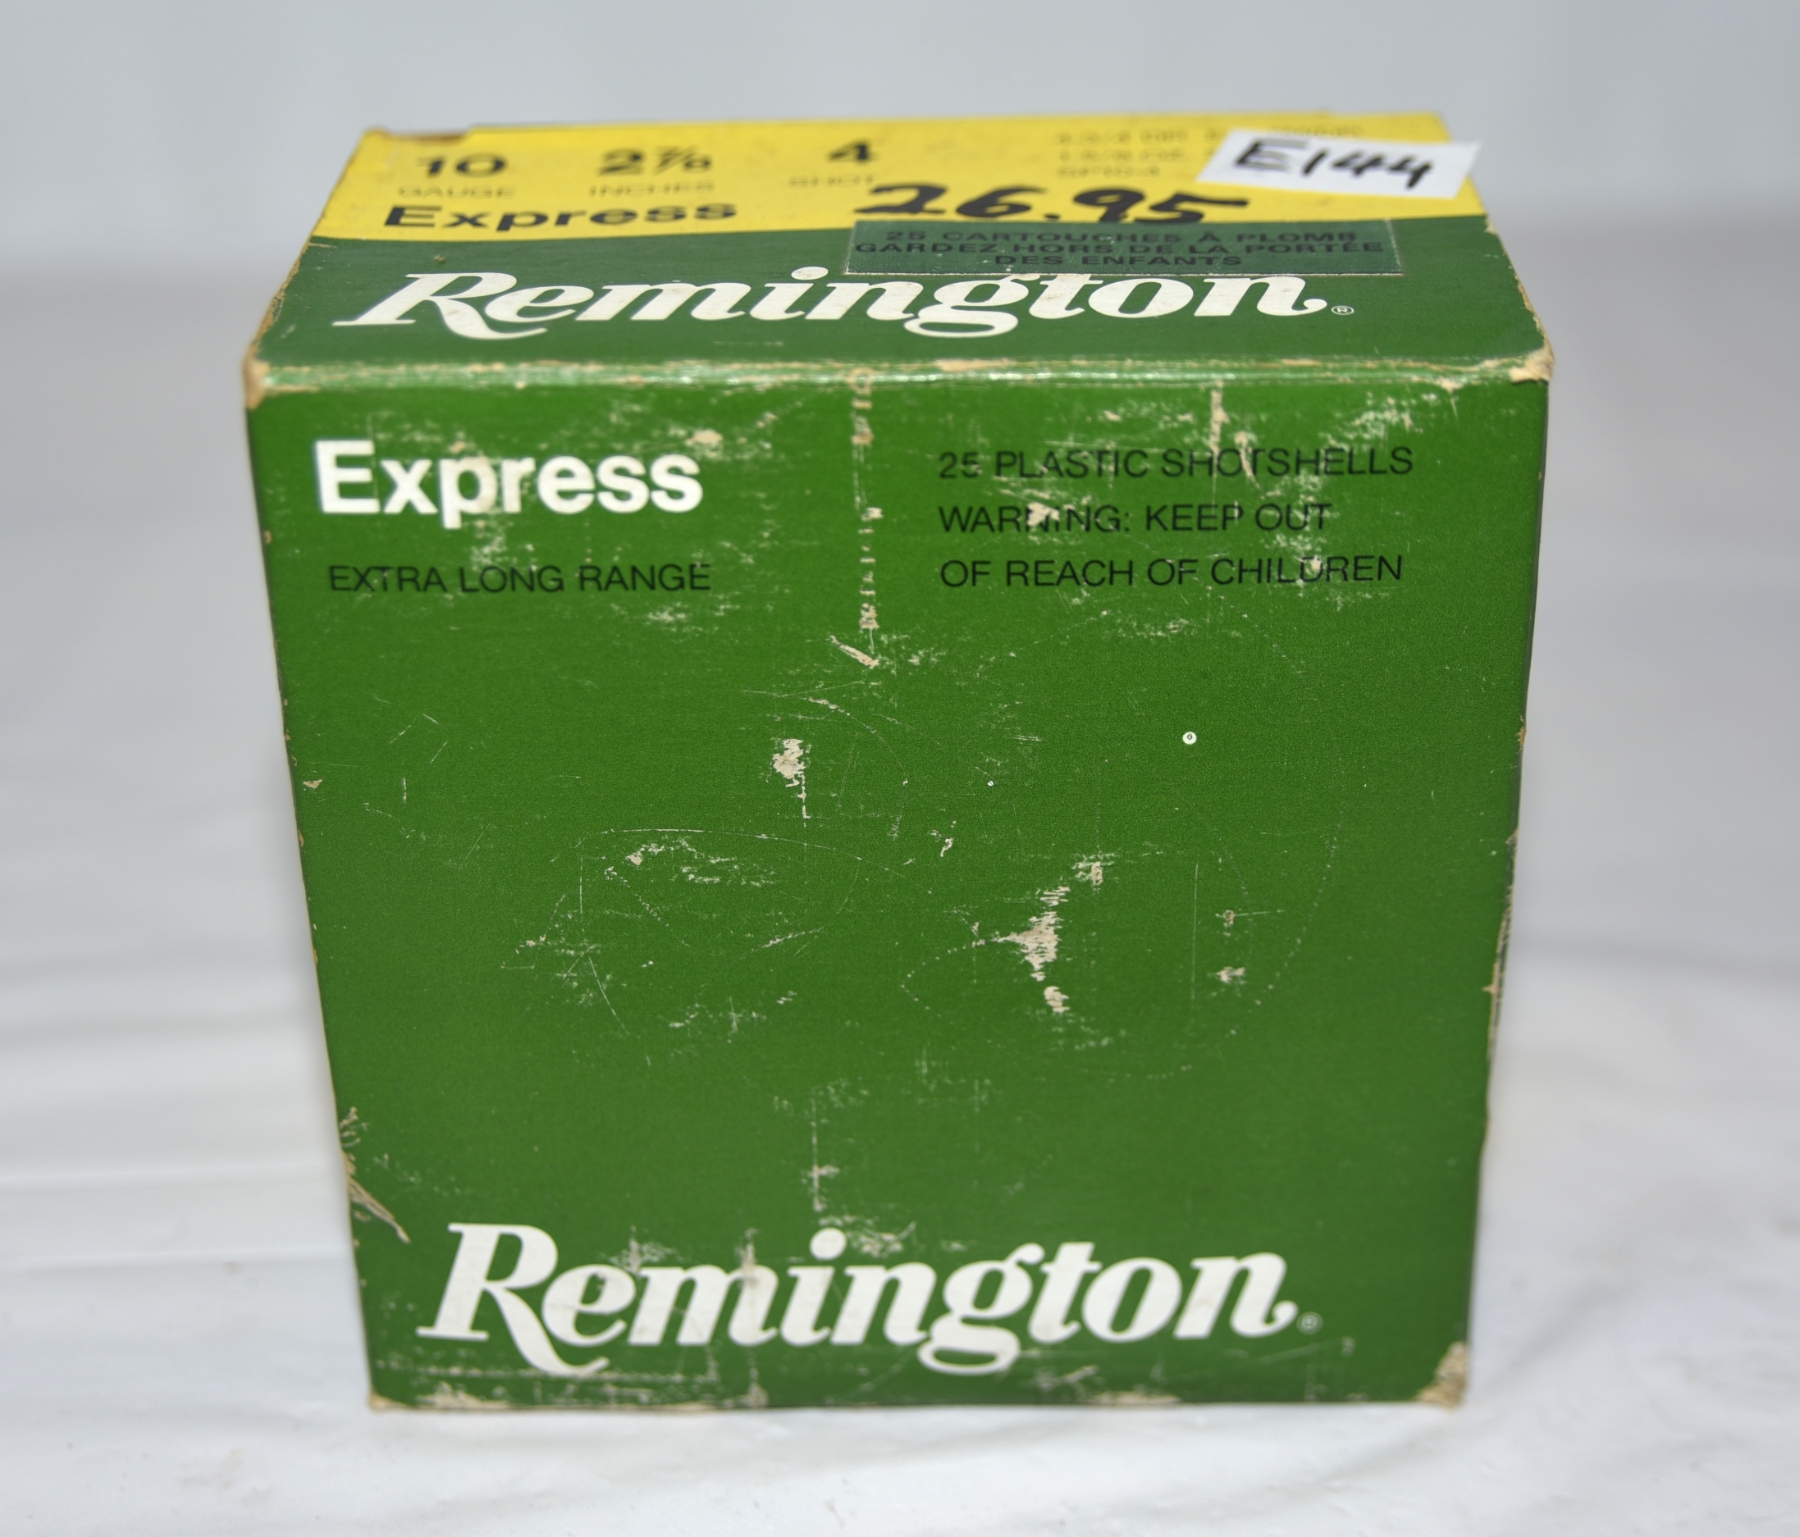 10 2⅞ 4
GAUGE INCHES SHOT
E144
Express
26.95
25 CARTOUCHES À PLOMB
GARDEZ HORS DE LA PORTÉE
DES ENFANTS
Remington®
Express
EXTRA LONG RANGE
25 PLASTIC SHOTSHELLS
WARNING: KEEP OUT
OF REACH OF CHILDREN
Remington®